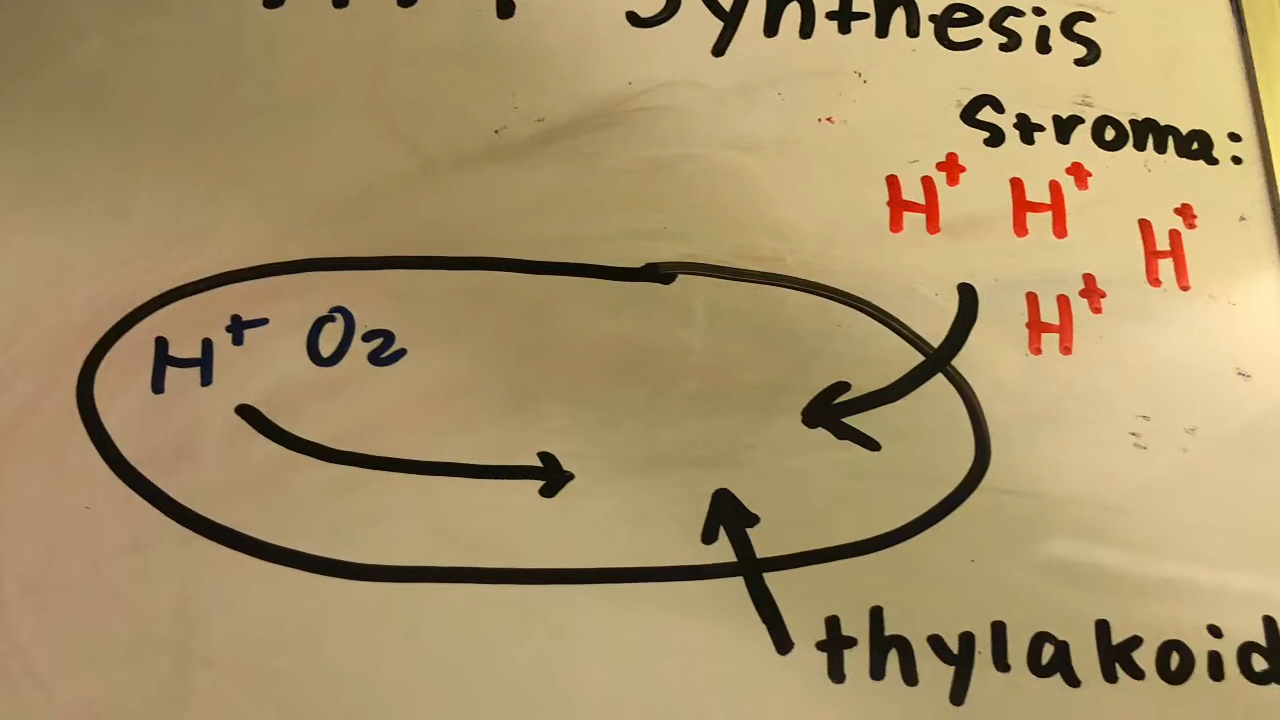 Synthesis
Stroma:
H⁺ H⁺ H⁺
H⁺
H⁺ O₂
thylakoid